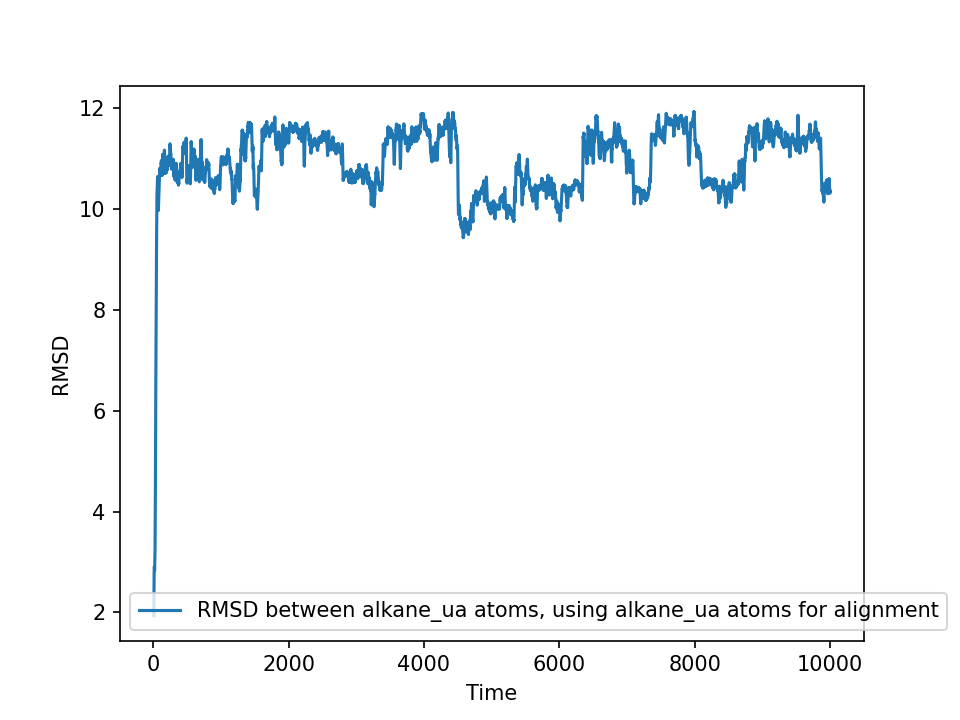 12
10
8
6
4
2
RMSD
RMSD between alkane_ua atoms, using alkane_ua atoms for alignment
0 2000 4000 6000 8000 10000
Time